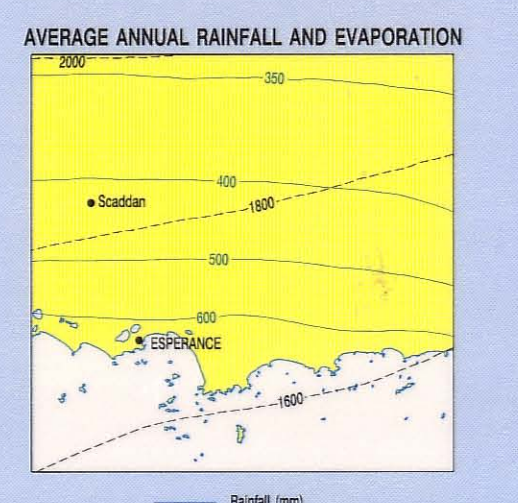 AVERAGE ANNUAL RAINFALL AND EVAPORATION
2000
350
400
Scaddan
1800
500
600
ESPERANCE
1600
Rainfall (mm)